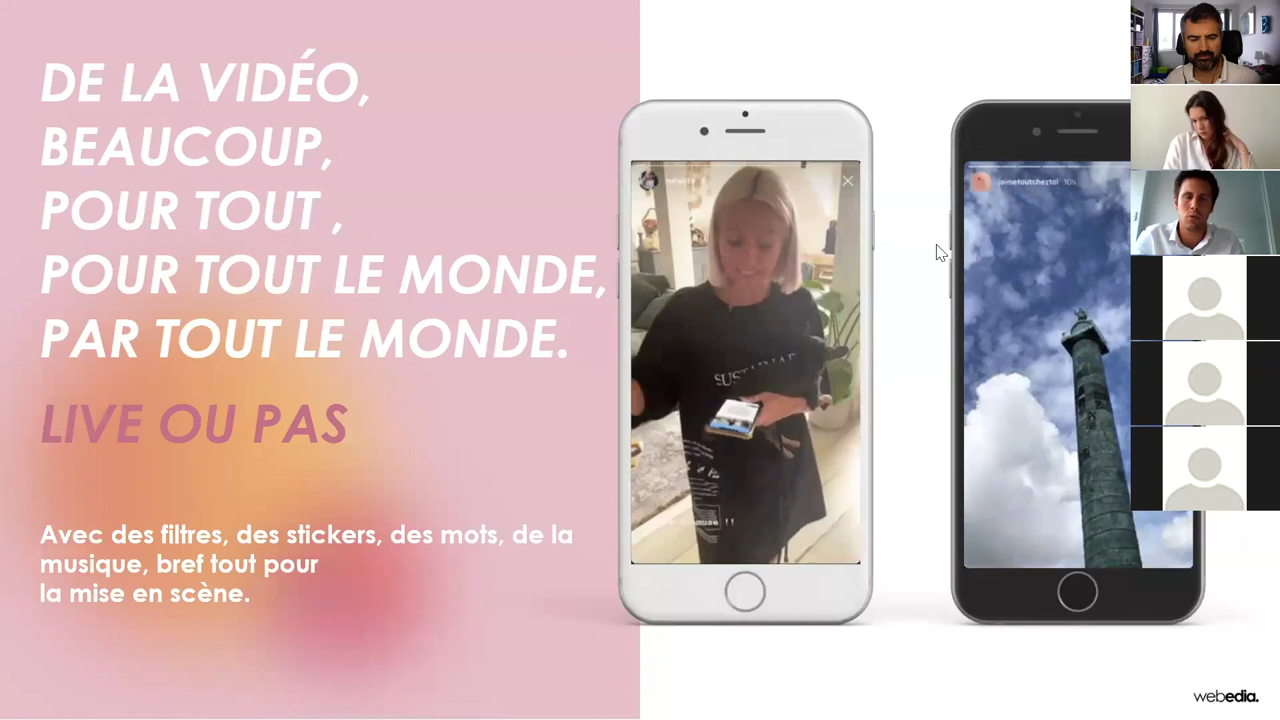 DE LA VIDÉO,
BEAUCOUP,
POUR TOUT ,
POUR TOUT LE MONDE,
PAR TOUT LE MONDE.
LIVE OU PAS
Avec des filtres, des stickers, des mots, de la
musique, bref tout pour
la mise en scène.
jaimetoutcheztoi 10h
webedia.